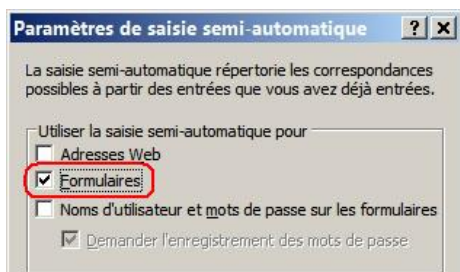 Paramètres de saisie semi-automatique
La saisie semi-automatique répertorie les correspondances
possibles à partir des entrées que vous avez déjà entrées.
Utiliser la saisie semi-automatique pour
Adresses Web
Formulaires
Noms d'utilisateur et mots de passe sur les formulaires
Demander l'enregistrement des mots de passe